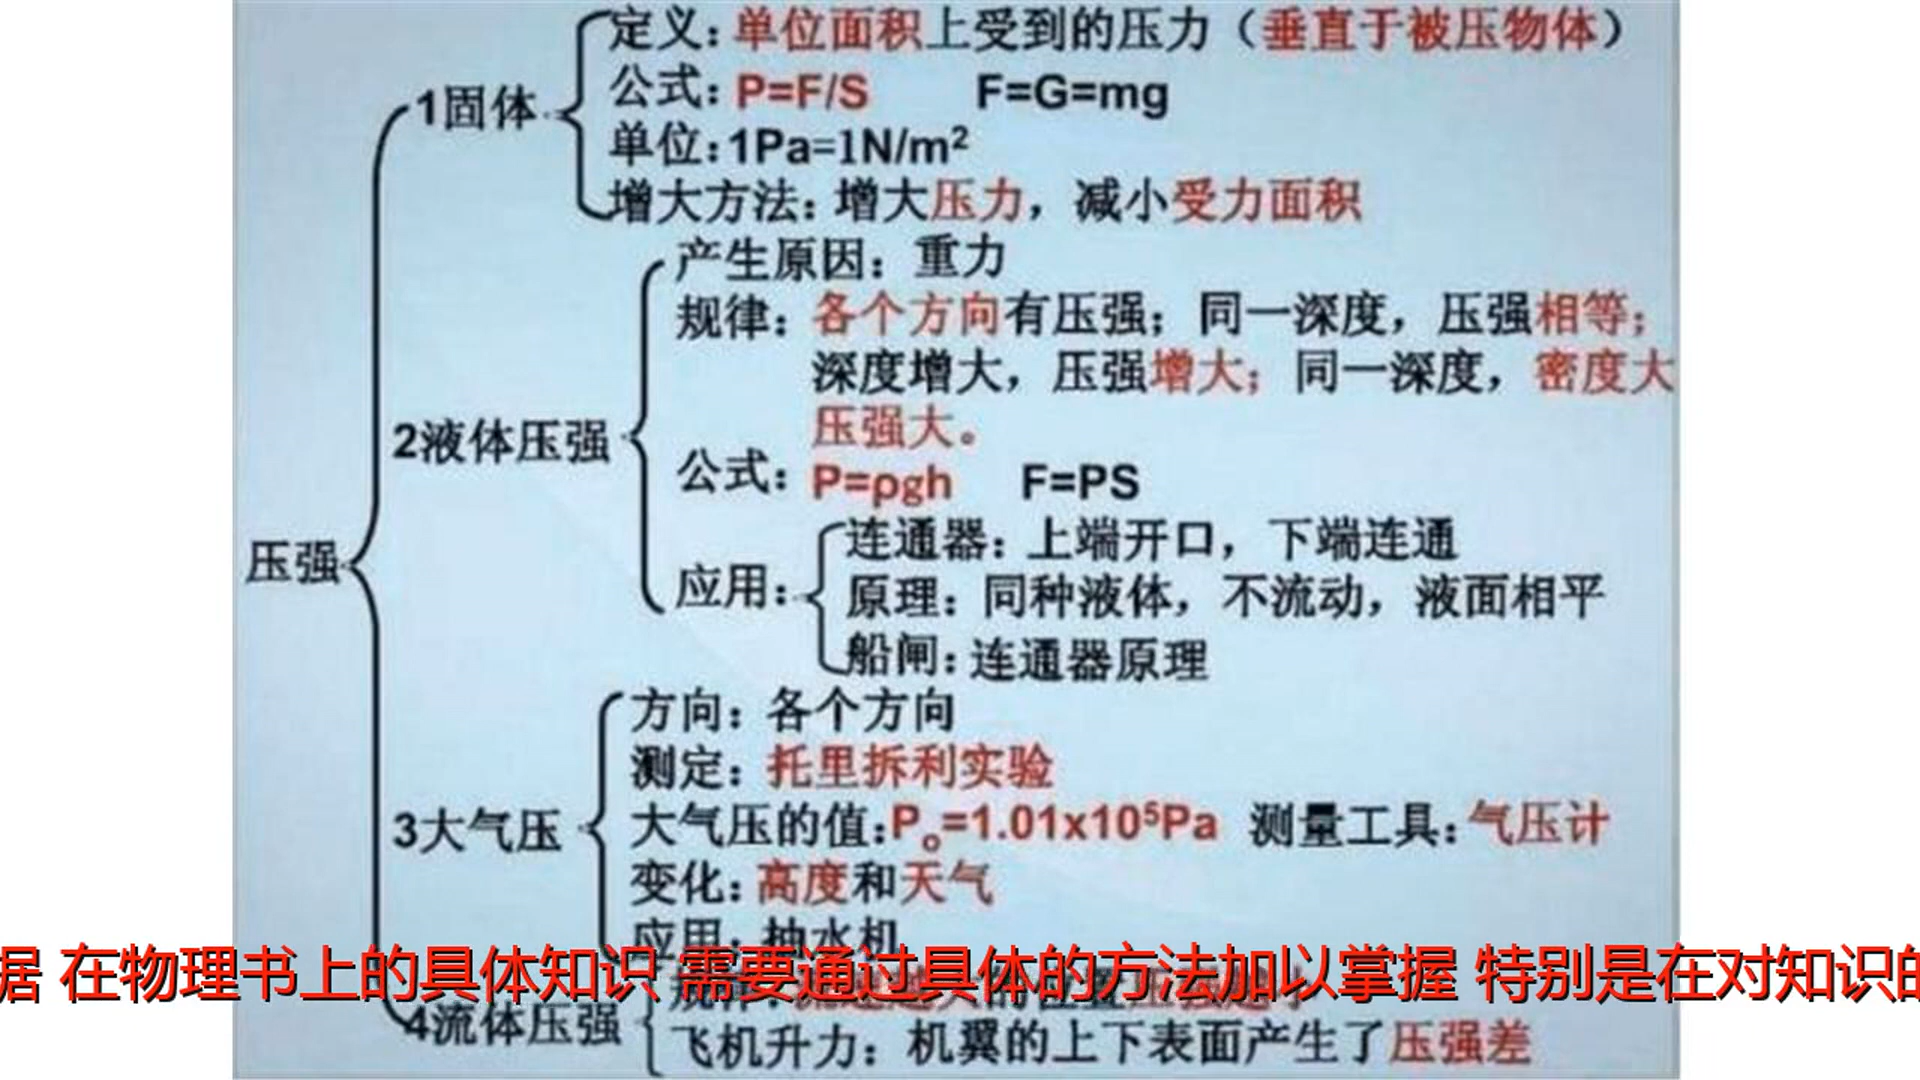 定义：单位面积上受到的压力（垂直于被压物体）
1固体
公式：P=F/S F=G=mg
单位：1Pa=1N/m²
增大方法：增大压力，减小受力面积
产生原因：重力
规律：各个方向有压强；同一深度，压强相等；
深度增大，压强增大；同一深度，密度大
压强大。
2液体压强
公式：P=ρgh F=PS
连通器：上端开口，下端连通
压强
应用：
原理：同种液体，不流动，液面相平
船闸：连通器原理
方向：各个方向
测定：托里拆利实验
3大气压
大气压的值：P₀=1.01x10⁵Pa 测量工具：气压计
变化：高度和天气
应用：抽水机
据 在物理书上的具体知识 需要通过具体的方法加以掌握 特别是在对知识的
4流体压强
飞机升力：机翼的上下表面产生了压强差